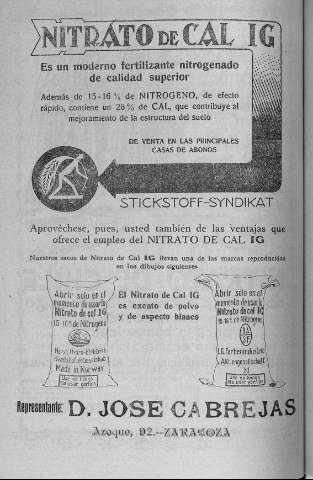 NITRATO DE CAL IG
Es un moderno fertilizante nitrogenado
de calidad superior
Además de 15-16 % de NITROGENO, de efecto
rápido, contiene un 28 % de CAL, que contribuye al
mejoramiento de la estructura del suelo
DE VENTA EN LAS PRINCIPALES
CASAS DE ABONOS
STICKSTOFF-SYNDIKAT
Aprovéchese, pues, usted también de las ventajas que
ofrece el empleo del NITRATO DE CAL IG
Nuestros sacos de Nitrato de Cal IG llevan una de las marcas reproducidas
en los dibujos siguientes
Abrir solo en el
momento de usarlo
Nitrato de cal IG
15-16% de Nitrógeno
Made in Norway
El Nitrato de Cal IG
es exento de polvo
y de aspecto blanco
Abrir solo en el
momento de usarlo
Nitrato de cal IG
Representante: D. JOSE CABREJAS
Azoque, 92.—ZARAGOZA